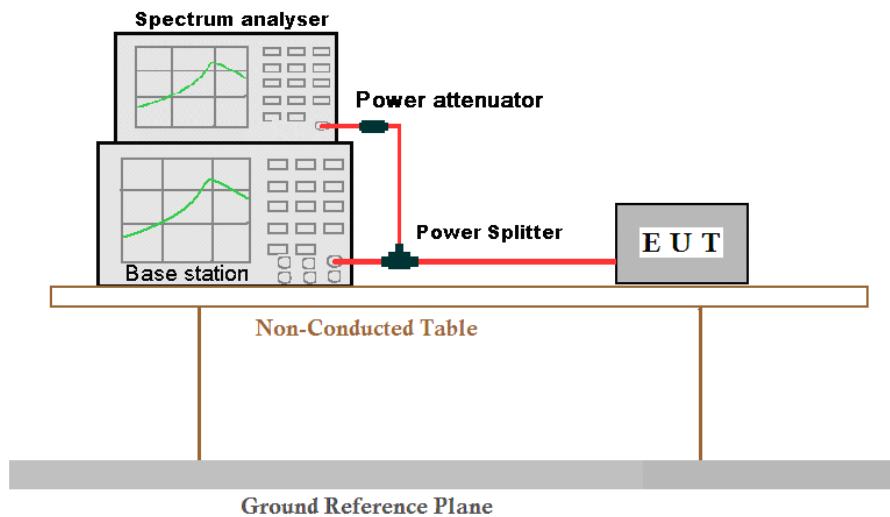 Spectrum analyser
Power attenuator
Power Splitter
E U T
Base station
Non-Conducted Table
Ground Reference Plane